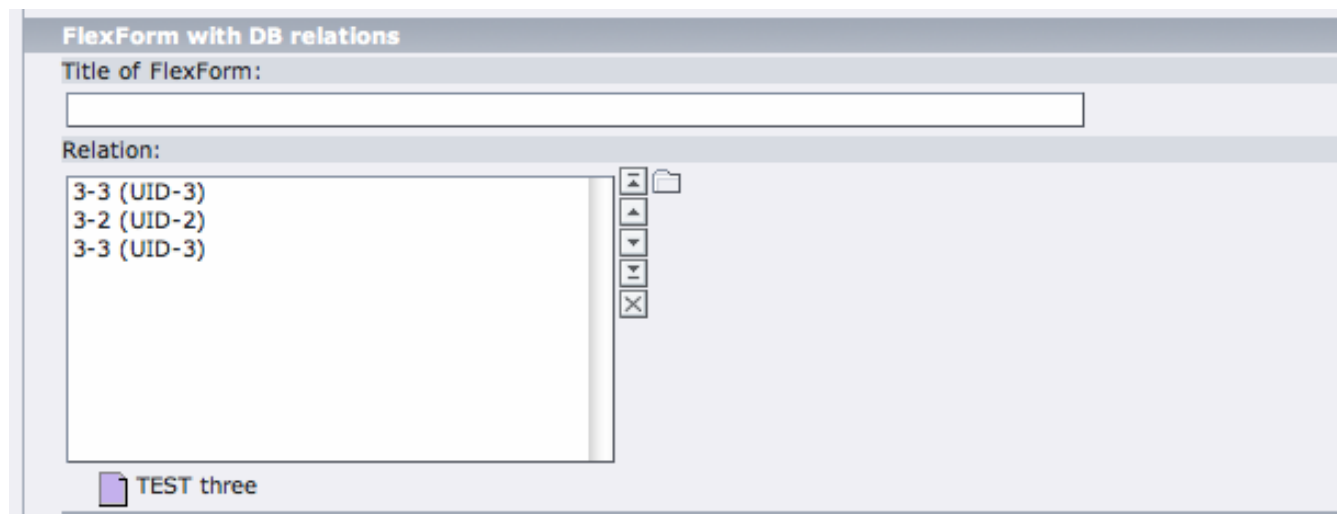 FlexForm with DB relations
Title of FlexForm:
Relation:
3-3 (UID-3)
3-2 (UID-2)
3-3 (UID-3)
TEST three